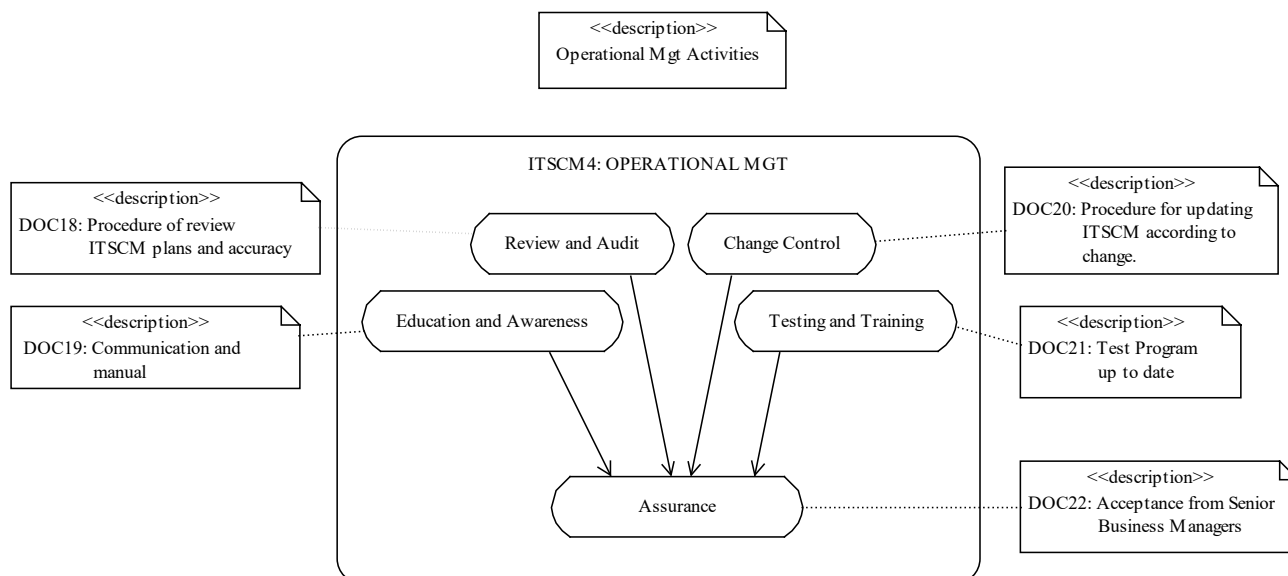 <<description>>
Operational Mgt Activities
ITSCM4: OPERATIONAL MGT
<<description>>
DOC18: Procedure of review
ITSCM plans and accuracy
<<description>>
DOC20: Procedure for updating
ITSCM according to
change.
Review and Audit
Change Control
<<description>>
DOC19: Communication and
manual
Education and Awareness
Testing and Training
<<description>>
DOC21: Test Program
up to date
Assurance
<<description>>
DOC22: Acceptance from Senior
Business Managers